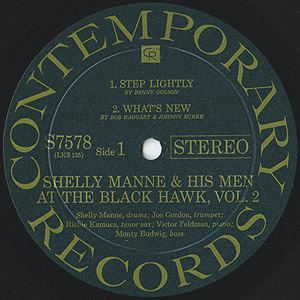 CONTEMPORARY
CR
1. STEP LIGHTLY
BY BENNY GOLSON
2. WHAT'S NEW
BY BOB HAGGART & JOHNNY BURKE
S7578
(LKS 135)
Side 1
STEREO
SHELLY MANNE & HIS MEN
AT THE BLACK HAWK, VOL. 2
Shelly Manne, drums; Joe Gordon, trumpet;
Richie Kamuca, tenor sax; Victor Feldman, piano;
Monty Budwig, bass
RECORDS